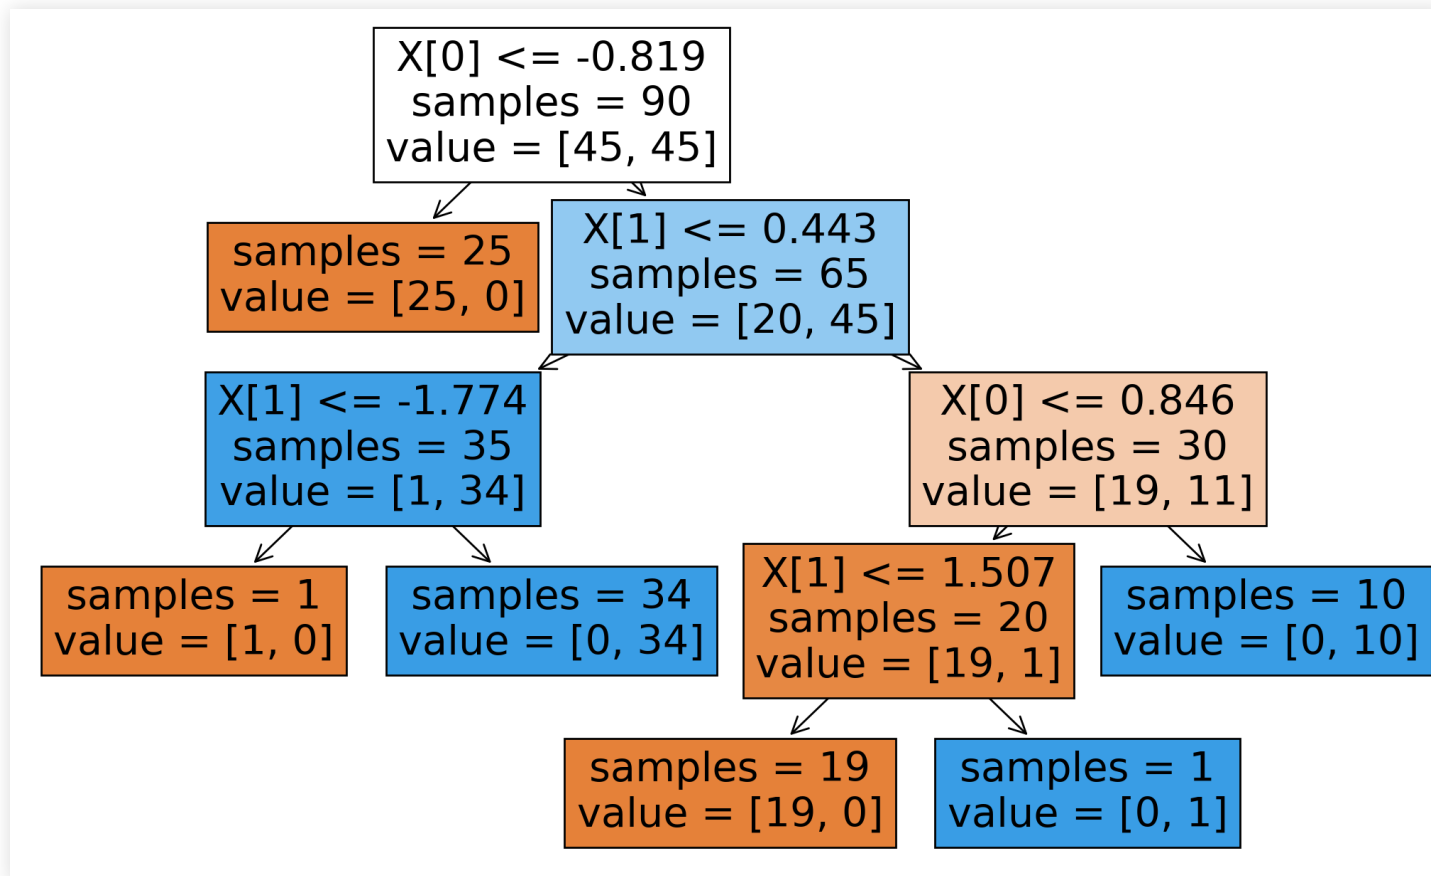 X[0] <= -0.819
samples = 90
value = [45, 45]
samples = 25
value = [25, 0]
X[1] <= 0.443
samples = 65
value = [20, 45]
X[1] <= -1.774
samples = 35
value = [1, 34]
X[0] <= 0.846
samples = 30
value = [19, 11]
samples = 1
value = [1, 0]
samples = 34
value = [0, 34]
X[1] <= 1.507
samples = 20
value = [19, 1]
samples = 10
value = [0, 10]
samples = 19
value = [19, 0]
samples = 1
value = [0, 1]